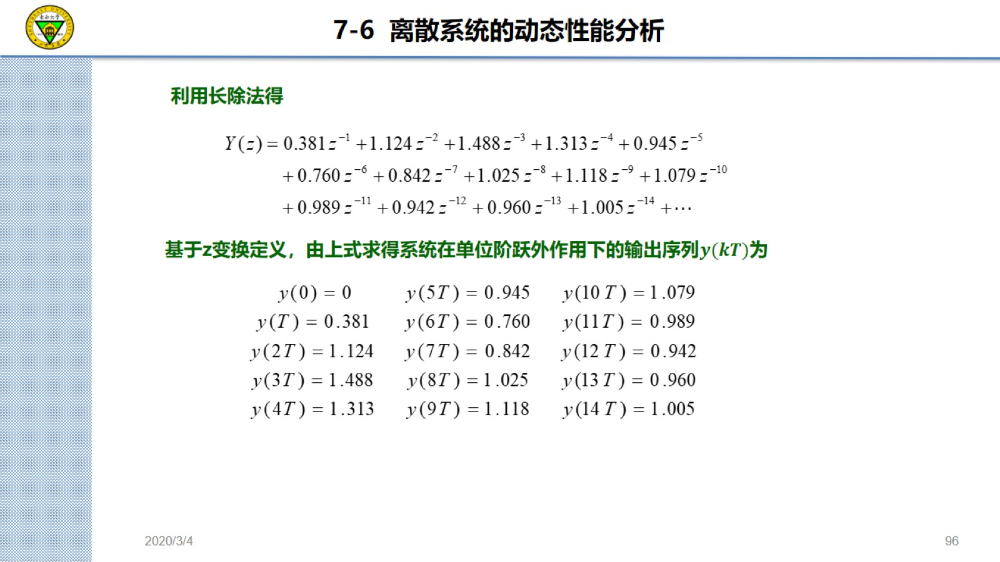 7-6 离散系统的动态性能分析
利用长除法得
Y(z) = 0.381z⁻¹ +1.124z⁻² +1.488z⁻³ +1.313z⁻⁴ + 0.945z⁻⁵
+ 0.760z⁻⁶ + 0.842z⁻⁷ +1.025z⁻⁸ +1.118z⁻⁹ +1.079z⁻¹⁰
+ 0.989z⁻¹¹ + 0.942z⁻¹² + 0.960z⁻¹³ +1.005z⁻¹⁴ +⋯
基于z变换定义，由上式求得系统在单位阶跃外作用下的输出序列y(kT)为
y(0) = 0 y(5T) = 0.945 y(10T) = 1.079
y(T) = 0.381 y(6T) = 0.760 y(11T) = 0.989
y(2T) = 1.124 y(7T) = 0.842 y(12T) = 0.942
y(3T) = 1.488 y(8T) = 1.025 y(13T) = 0.960
y(4T) = 1.313 y(9T) = 1.118 y(14T) = 1.005
2020/3/4 96